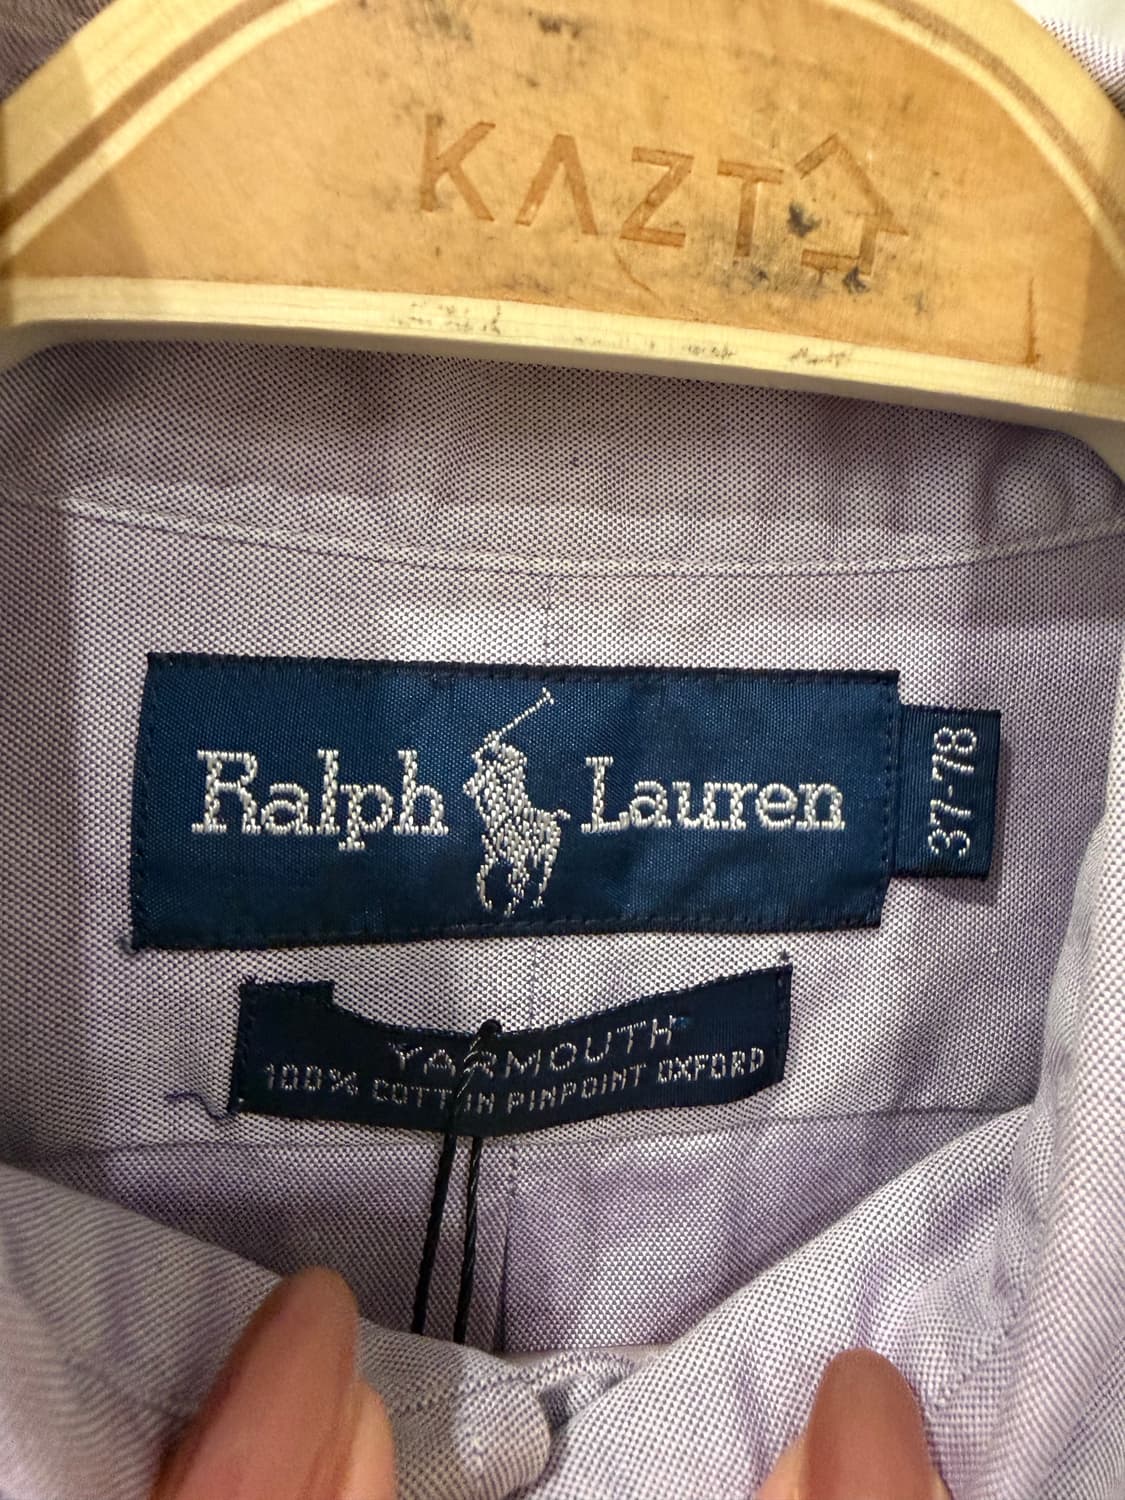 KAZT
Ralph Lauren
37-78
YARMOUTH
100% COTTON PINPOINT OXFORD